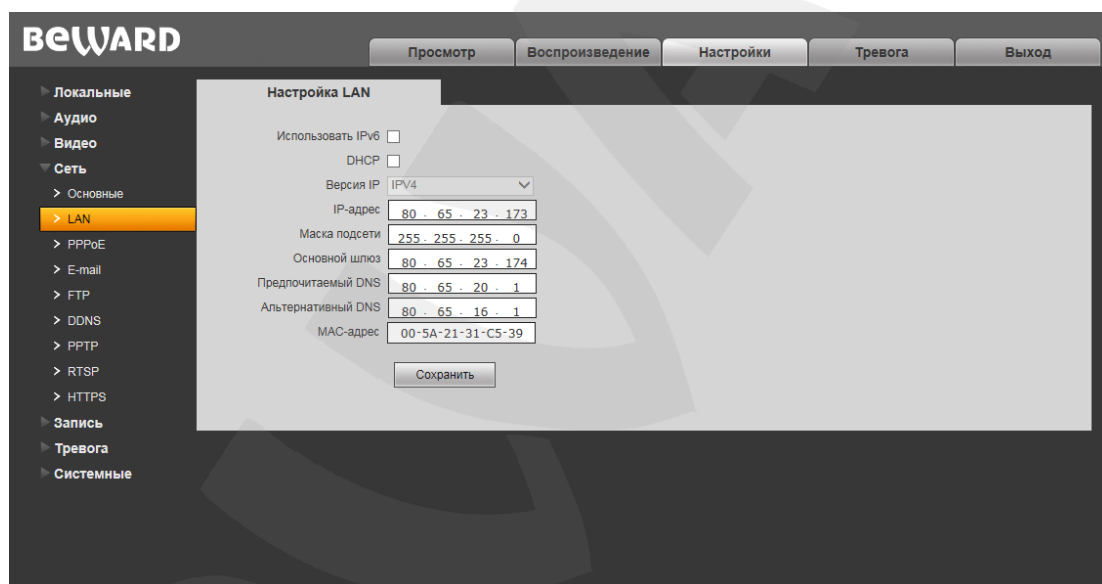 BEWARD
Просмотр Воспроизведение Настройки Тревога Выход
Локальные
Аудио
Видео
Сеть
Основные
LAN
PPPoE
E-mail
FTP
DDNS
PPTP
RTSP
HTTPS
Запись
Тревога
Системные
Настройка LAN
Использовать IPv6
DHCP
Версия IP IPV4
IP-адрес 80 . 65 . 23 . 173
Маска подсети 255 . 255 . 255 . 0
Основной шлюз 80 . 65 . 23 . 174
Предпочитаемый DNS 80 . 65 . 20 . 1
Альтернативный DNS 80 . 65 . 16 . 1
MAC-адрес 00-5A-21-31-C5-39
Сохранить